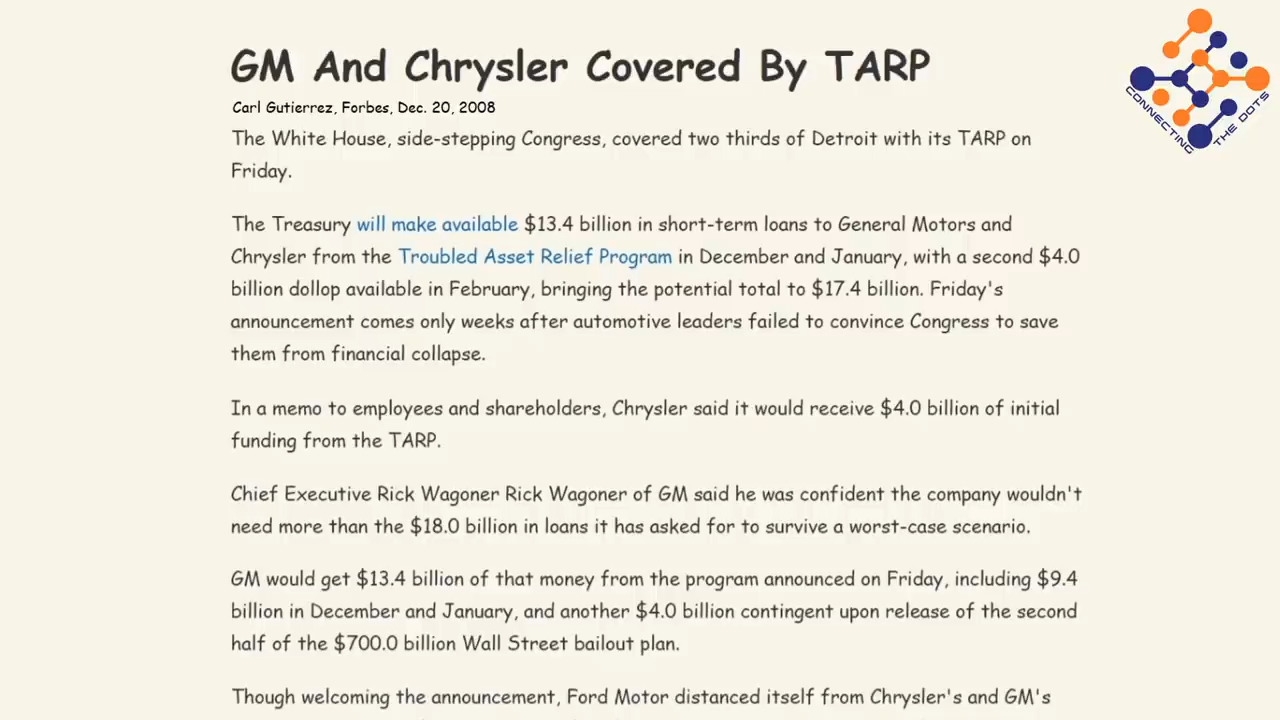 GM And Chrysler Covered By TARP
Carl Gutierrez, Forbes, Dec. 20, 2008
The White House, side-stepping Congress, covered two thirds of Detroit with its TARP on
Friday.
The Treasury will make available $13.4 billion in short-term loans to General Motors and
Chrysler from the Troubled Asset Relief Program in December and January, with a second $4.0
billion dollop available in February, bringing the potential total to $17.4 billion. Friday's
announcement comes only weeks after automotive leaders failed to convince Congress to save
them from financial collapse.
In a memo to employees and shareholders, Chrysler said it would receive $4.0 billion of initial
funding from the TARP.
Chief Executive Rick Wagoner Rick Wagoner of GM said he was confident the company wouldn't
need more than the $18.0 billion in loans it has asked for to survive a worst-case scenario.
GM would get $13.4 billion of that money from the program announced on Friday, including $9.4
billion in December and January, and another $4.0 billion contingent upon release of the second
half of the $700.0 billion Wall Street bailout plan.
Though welcoming the announcement, Ford Motor distanced itself from Chrysler's and GM's
CONNECTING
THE DOTS